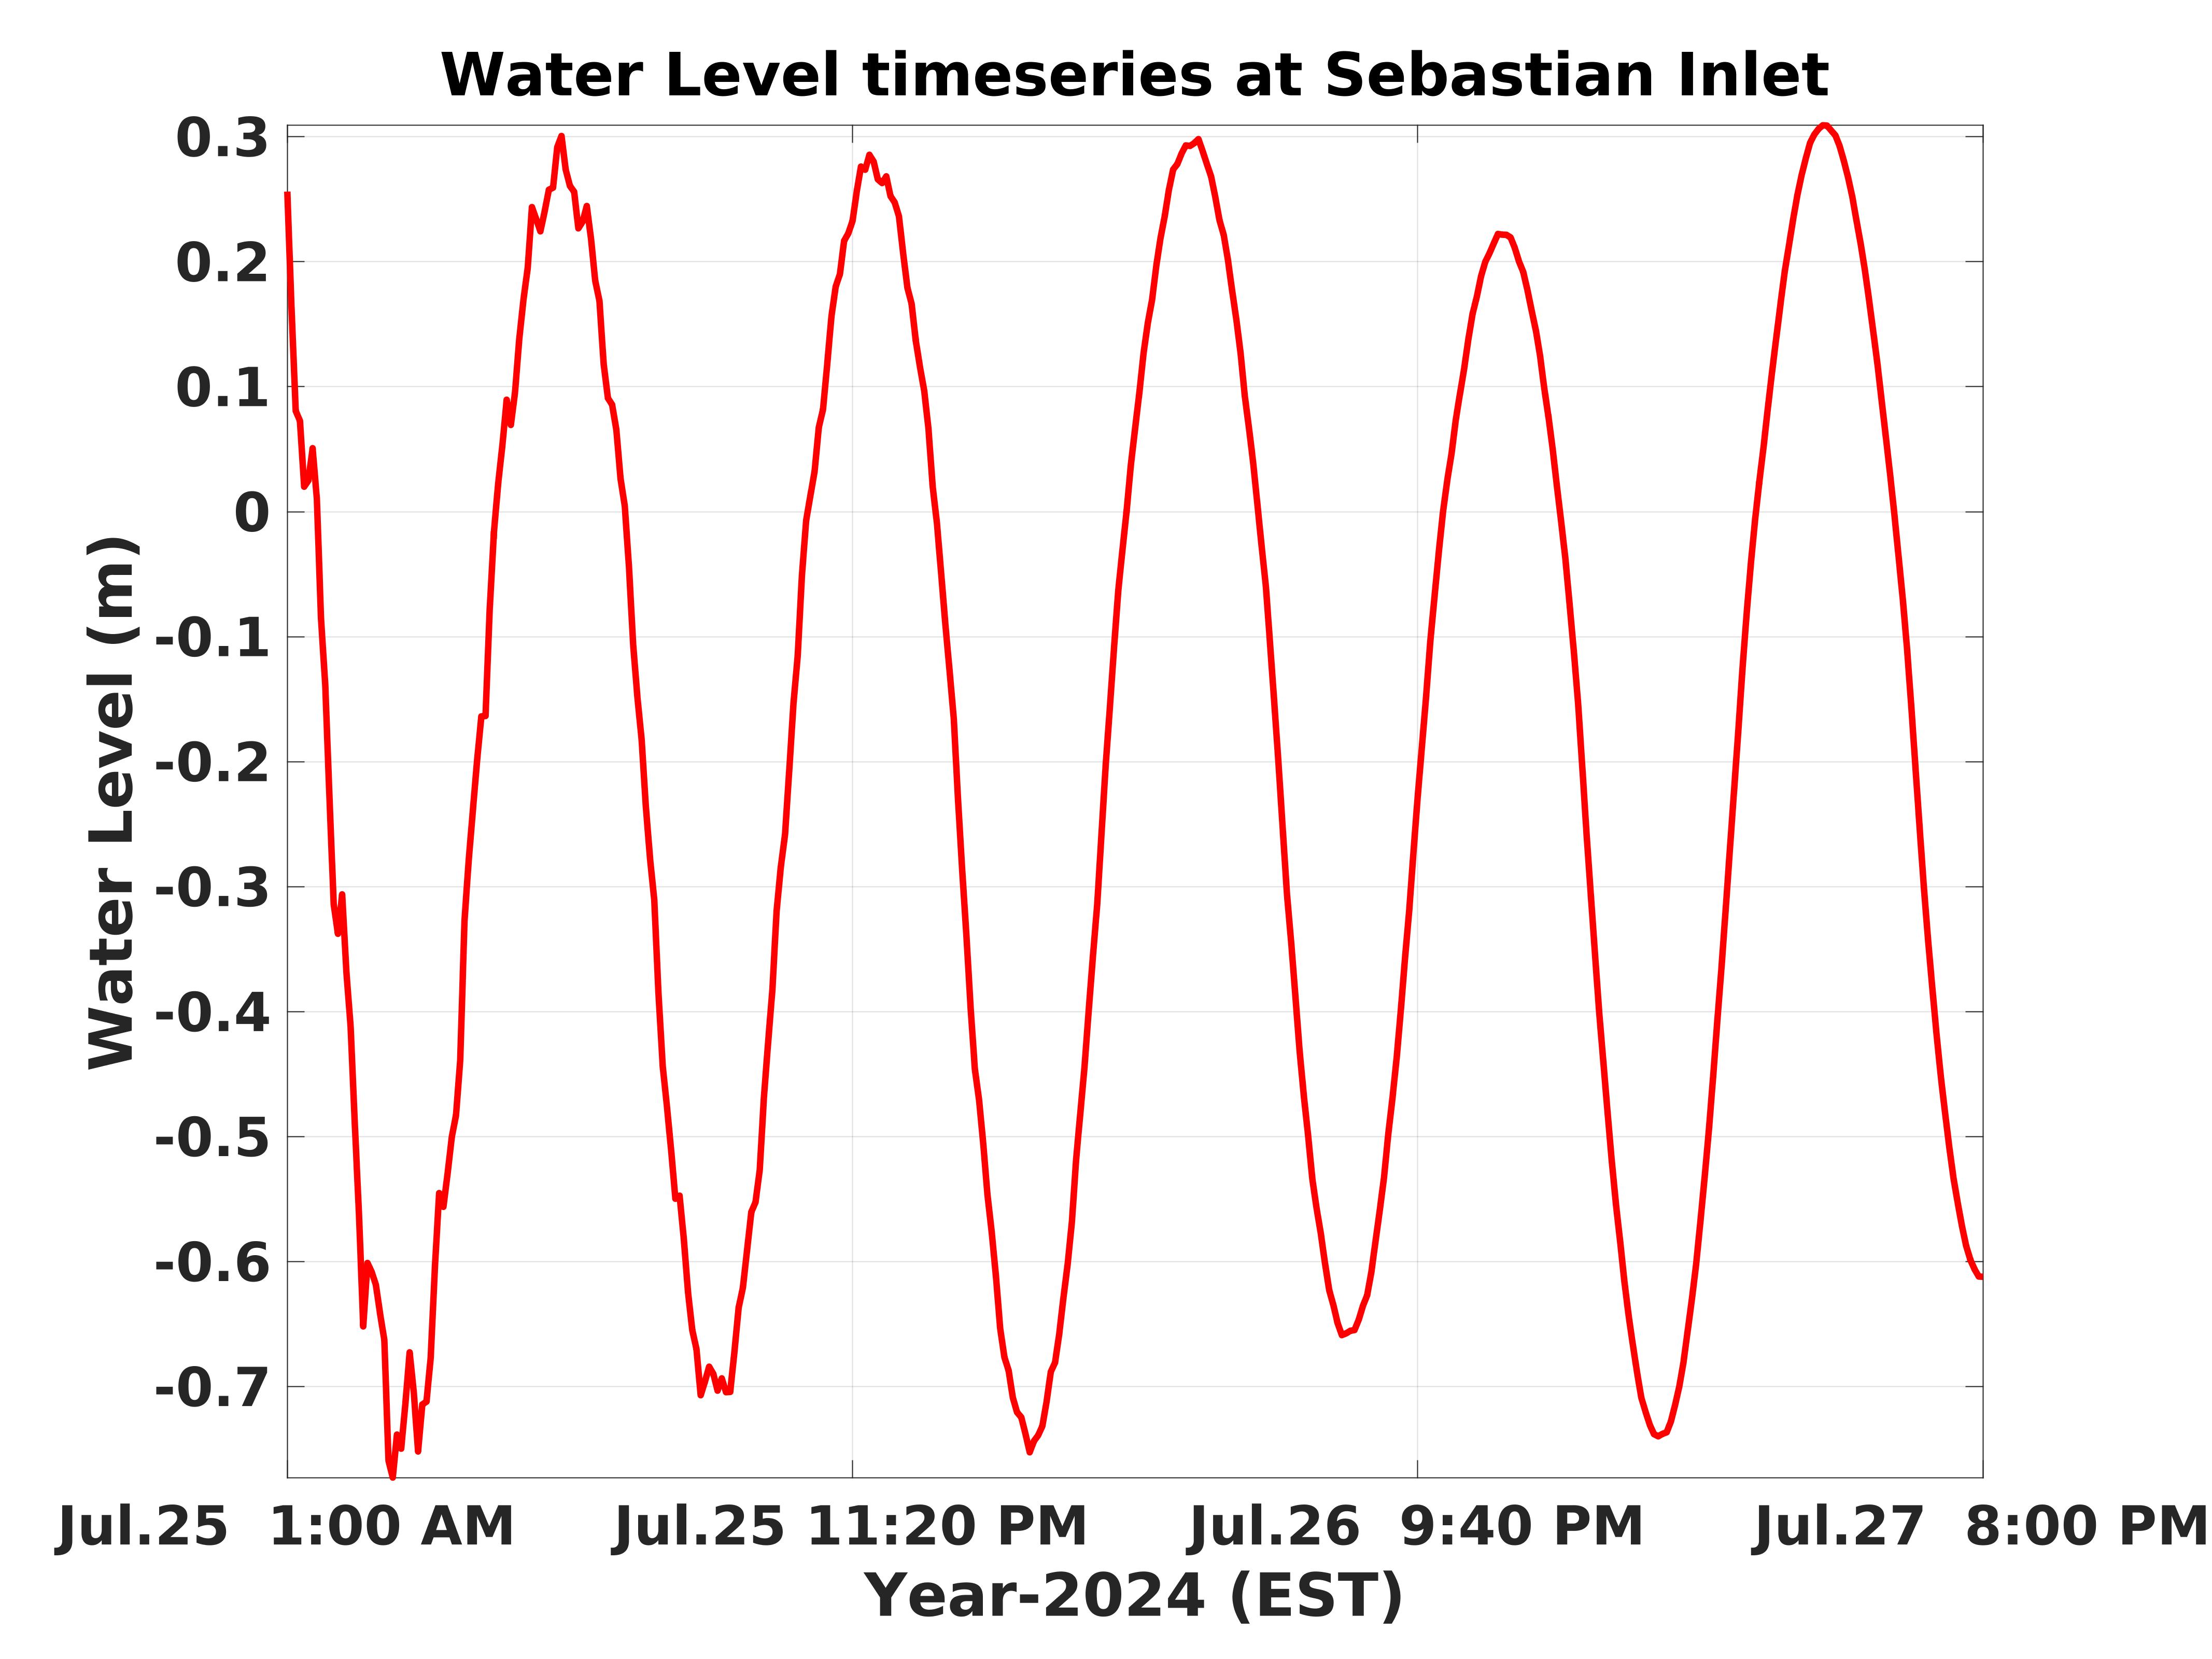 Water Level timeseries at Sebastian Inlet
0.3
0.2
0.1
0
-0.1
-0.2
-0.3
-0.4
-0.5
-0.6
-0.7
Water Level (m)
Jul.25 1:00 AM Jul.25 11:20 PM Jul.26 9:40 PM Jul.27 8:00 PM
Year-2024 (EST)